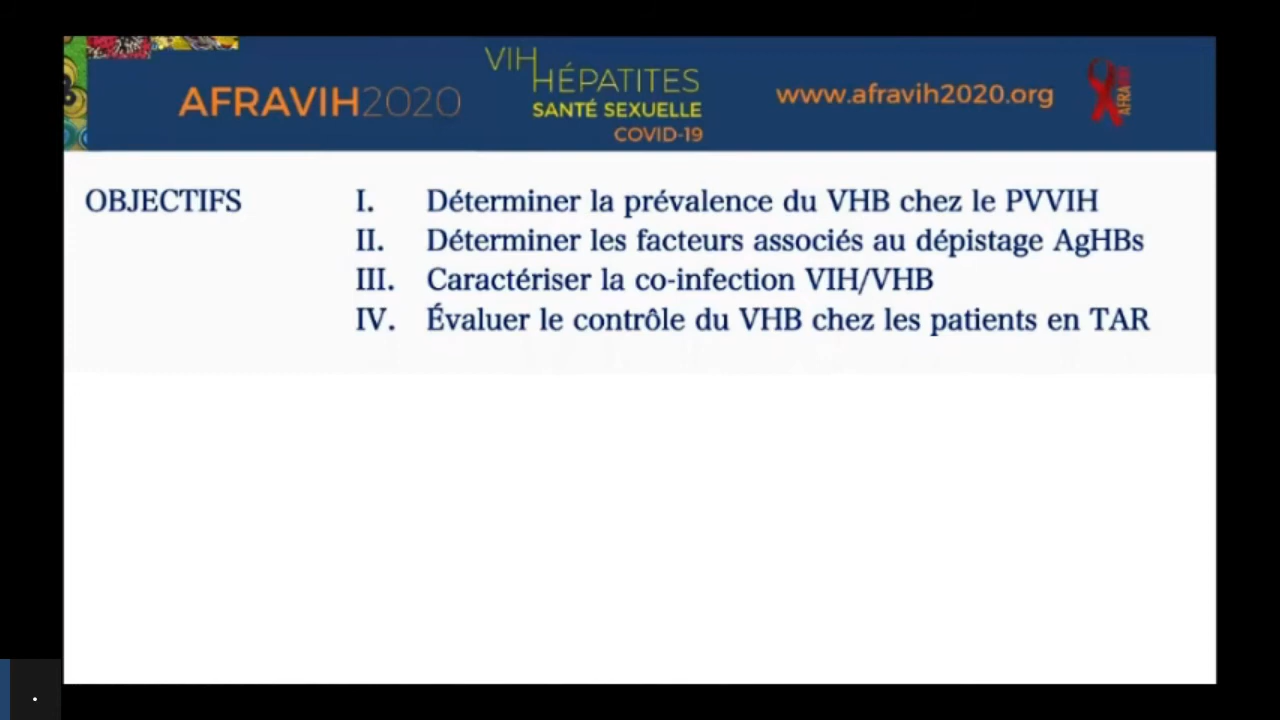 AFRAVIH2020
VIH
HÉPATITES
SANTÉ SEXUELLE
COVID-19
www.afravih2020.org
AFRAVIH
OBJECTIFS
I. Déterminer la prévalence du VHB chez le PVVIH
II. Déterminer les facteurs associés au dépistage AgHBs
III. Caractériser la co-infection VIH/VHB
IV. Évaluer le contrôle du VHB chez les patients en TAR